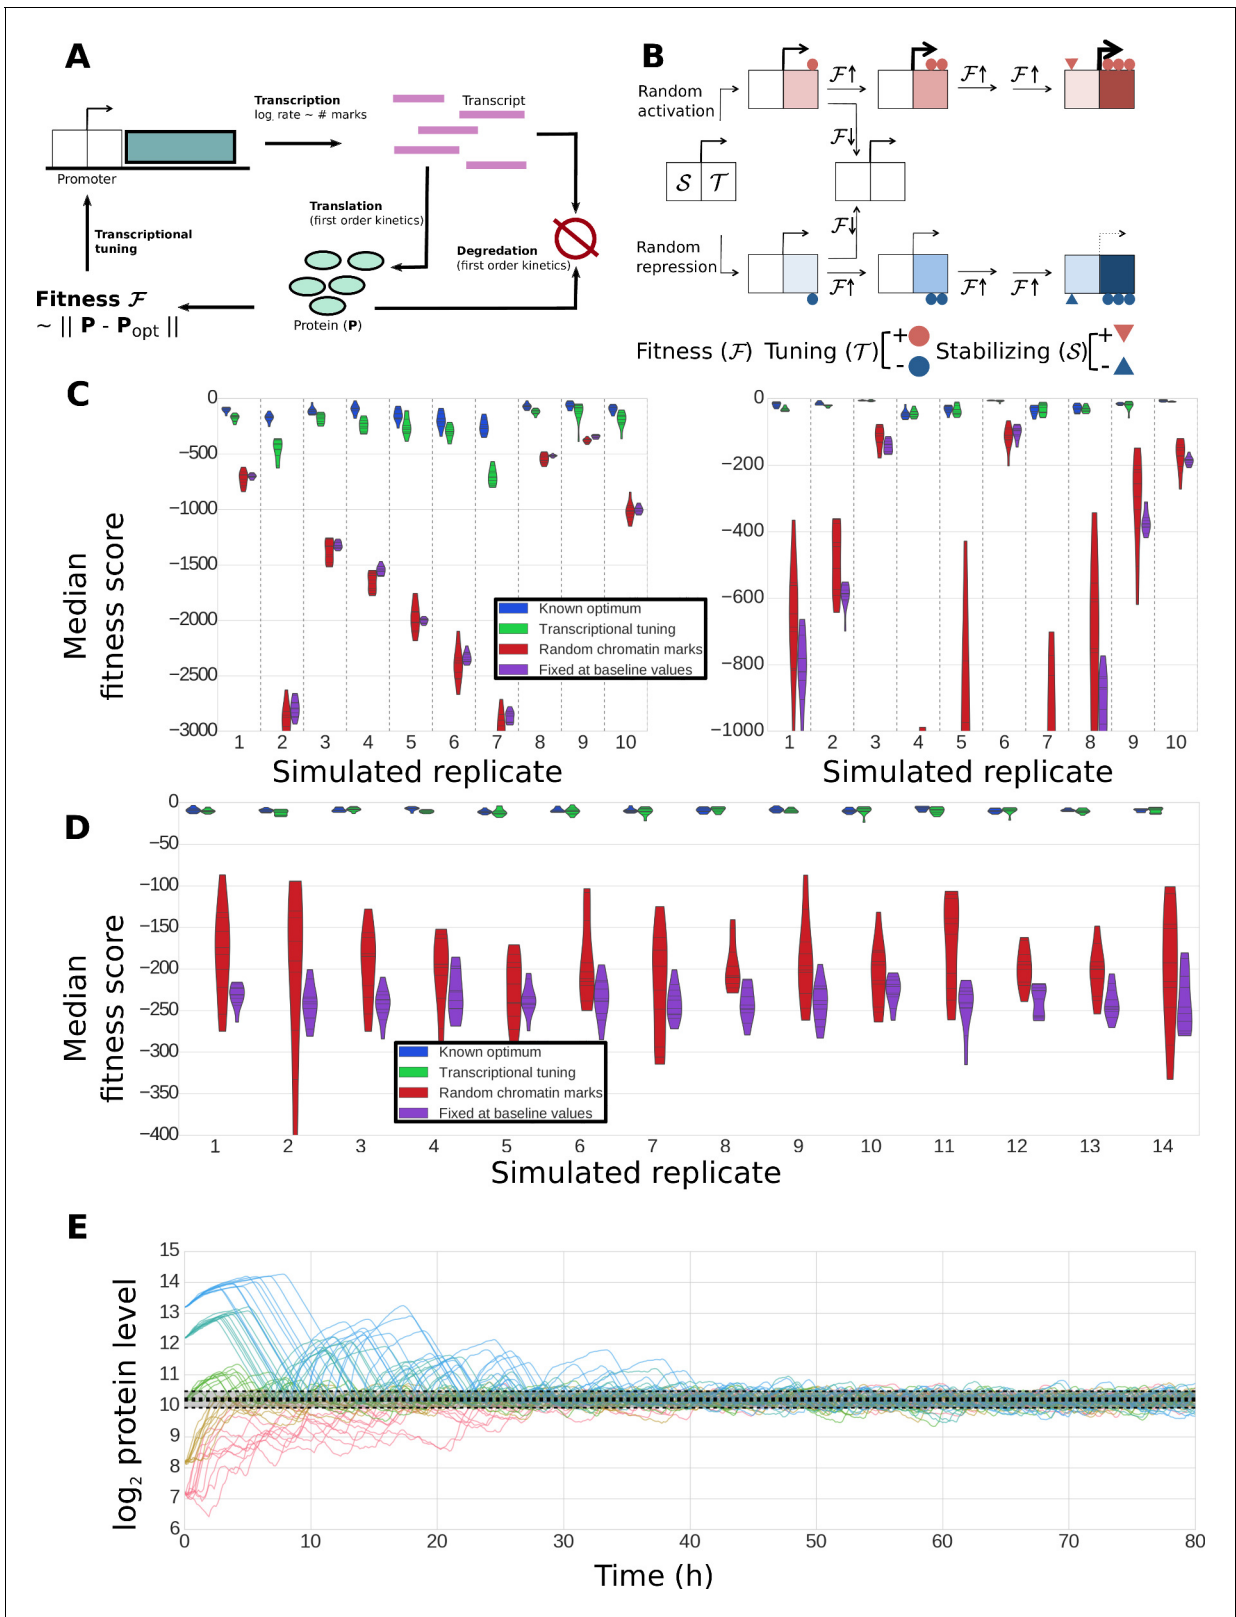 A
Transcription
log rate ~ # marks
Transcript
Promoter
Translation
(first order kinetics)
Transcriptional
tuning
Degredation
(first order kinetics)
Fitness ℱ
~ || P - Popt ||
Protein (P)
B
Random
activation
ℱ↑
ℱ↑
ℱ↑
ℱ↓
S
T
ℱ↓
Random
repression
ℱ↑
ℱ↑
ℱ↑
Fitness (ℱ) Tuning (T) + - Stabilizing (S) + -
C
Median
fitness score
0
−500
−1000
−1500
−2000
−2500
−3000
1 2 3 4 5 6 7 8 9 10
Simulated replicate
Known optimum
Transcriptional tuning
Random chromatin marks
Fixed at baseline values
0
−200
−400
−600
−800
−1000
1 2 3 4 5 6 7 8 9 10
Simulated replicate
D
Median
fitness score
0
−50
−100
−150
−200
−250
−300
−350
−400
Known optimum
Transcriptional tuning
Random chromatin marks
Fixed at baseline values
1 2 3 4 5 6 7 8 9 10 11 12 13 14
Simulated replicate
E
log2 protein level
15
14
13
12
11
10
9
8
7
6
0 10 20 30 40 50 60 70 80
Time (h)